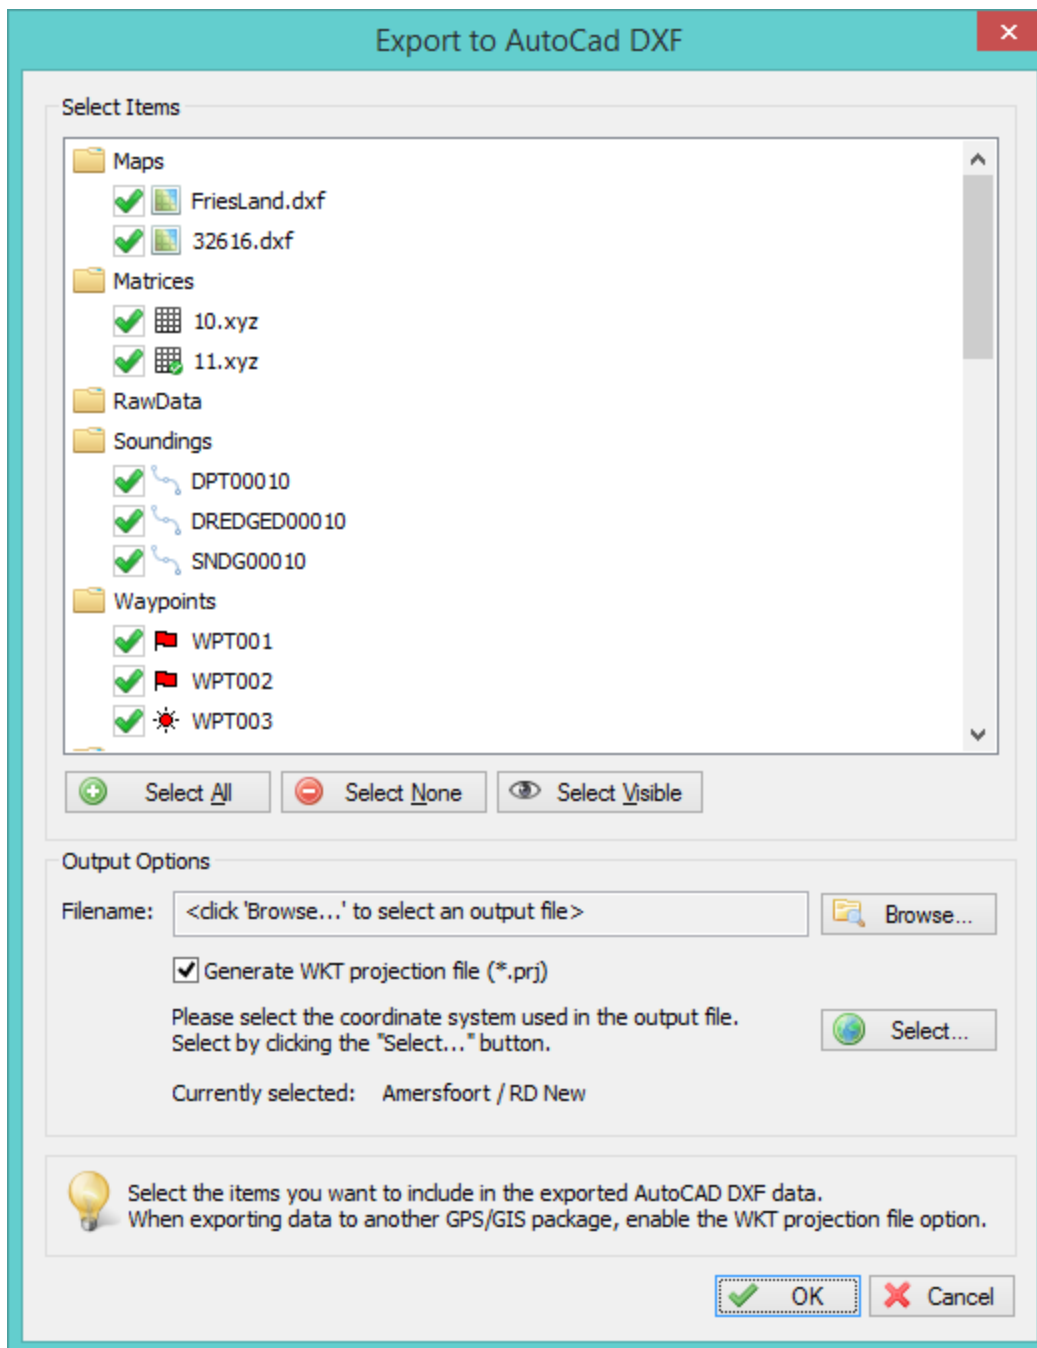 Export to AutoCad DXF
Select Items
Maps
FriesLand.dxf
32616.dxf
Matrices
10.xyz
11.xyz
RawData
Soundings
DPT00010
DREDGED00010
SNDG00010
Waypoints
WPT001
WPT002
WPT003
Select All Select None Select Visible
Output Options
Filename: <click 'Browse...' to select an output file> Browse...
Generate WKT projection file (*.prj)
Please select the coordinate system used in the output file.
Select by clicking the "Select..." button.
Select...
Currently selected: Amersfoort / RD New
Select the items you want to include in the exported AutoCAD DXF data.
When exporting data to another GPS/GIS package, enable the WKT projection file option.
OK Cancel